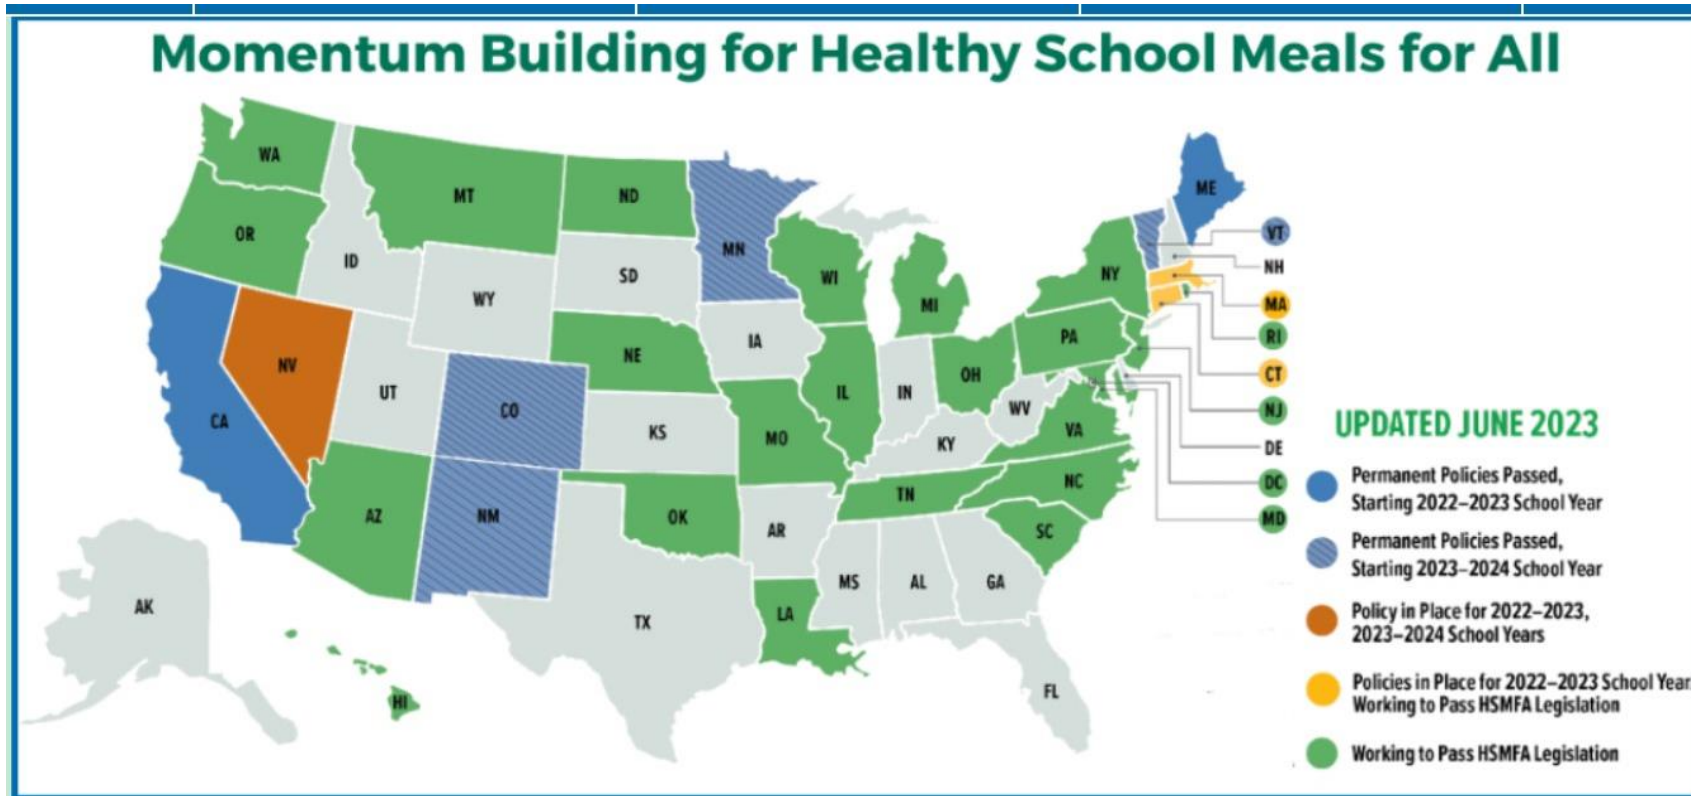 Momentum Building for Healthy School Meals for All
WA
MT
ND
MN
ME
OR
ID
WY
SD
WI
MI
NY
VT
NH
MA
RI
CT
NJ
DE
DC
MD
NV
UT
CO
NE
IA
IL
IN
OH
PA
WV
VA
KY
CA
KS
MO
AZ
NM
OK
AR
TN
NC
SC
MS
AL
GA
AK
HI
TX
LA
FL
UPDATED JUNE 2023
Permanent Policies Passed,
Starting 2022–2023 School Year
Permanent Policies Passed,
Starting 2023–2024 School Year
Policy in Place for 2022–2023,
2023–2024 School Years
Policies in Place for 2022–2023 School Year
Working to Pass HSMFA Legislation
Working to Pass HSMFA Legislation